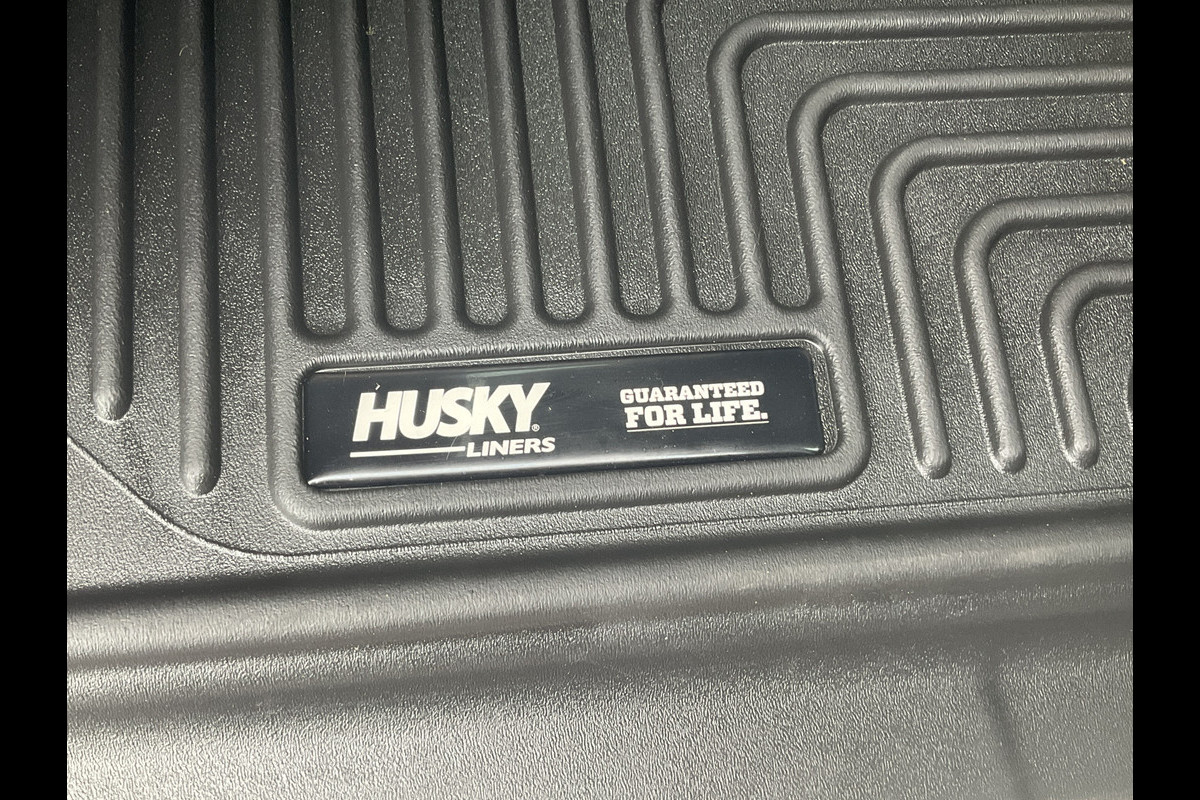 HUSKY®
LINERS
GUARANTEED
FOR LIFE.